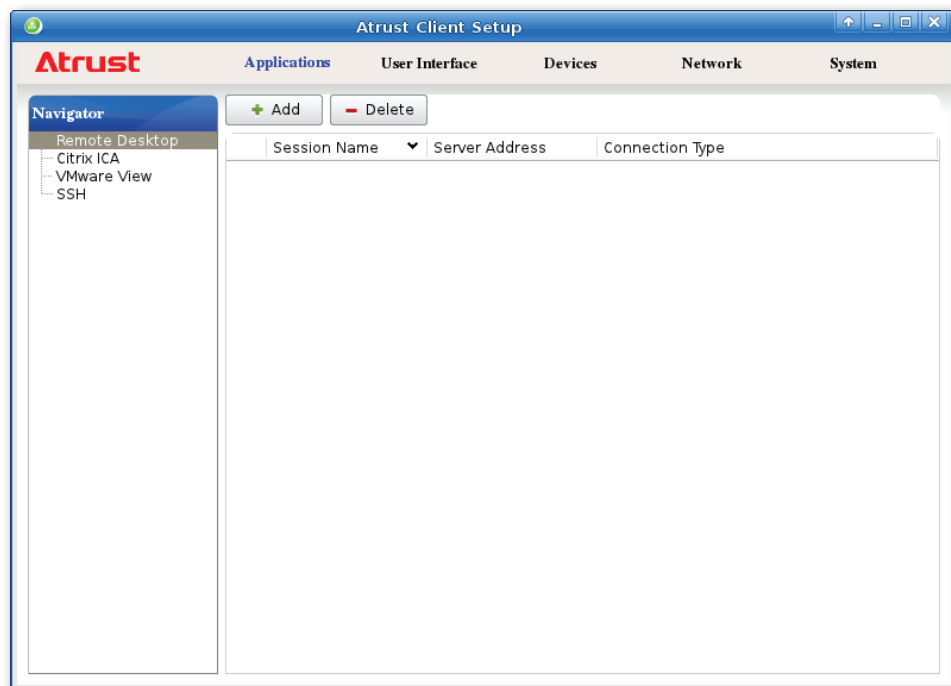 Atrust Client Setup
Atrust Applications User Interface Devices Network System
Navigator
Remote Desktop
Citrix ICA
VMware View
SSH
Add Delete
Session Name Server Address Connection Type